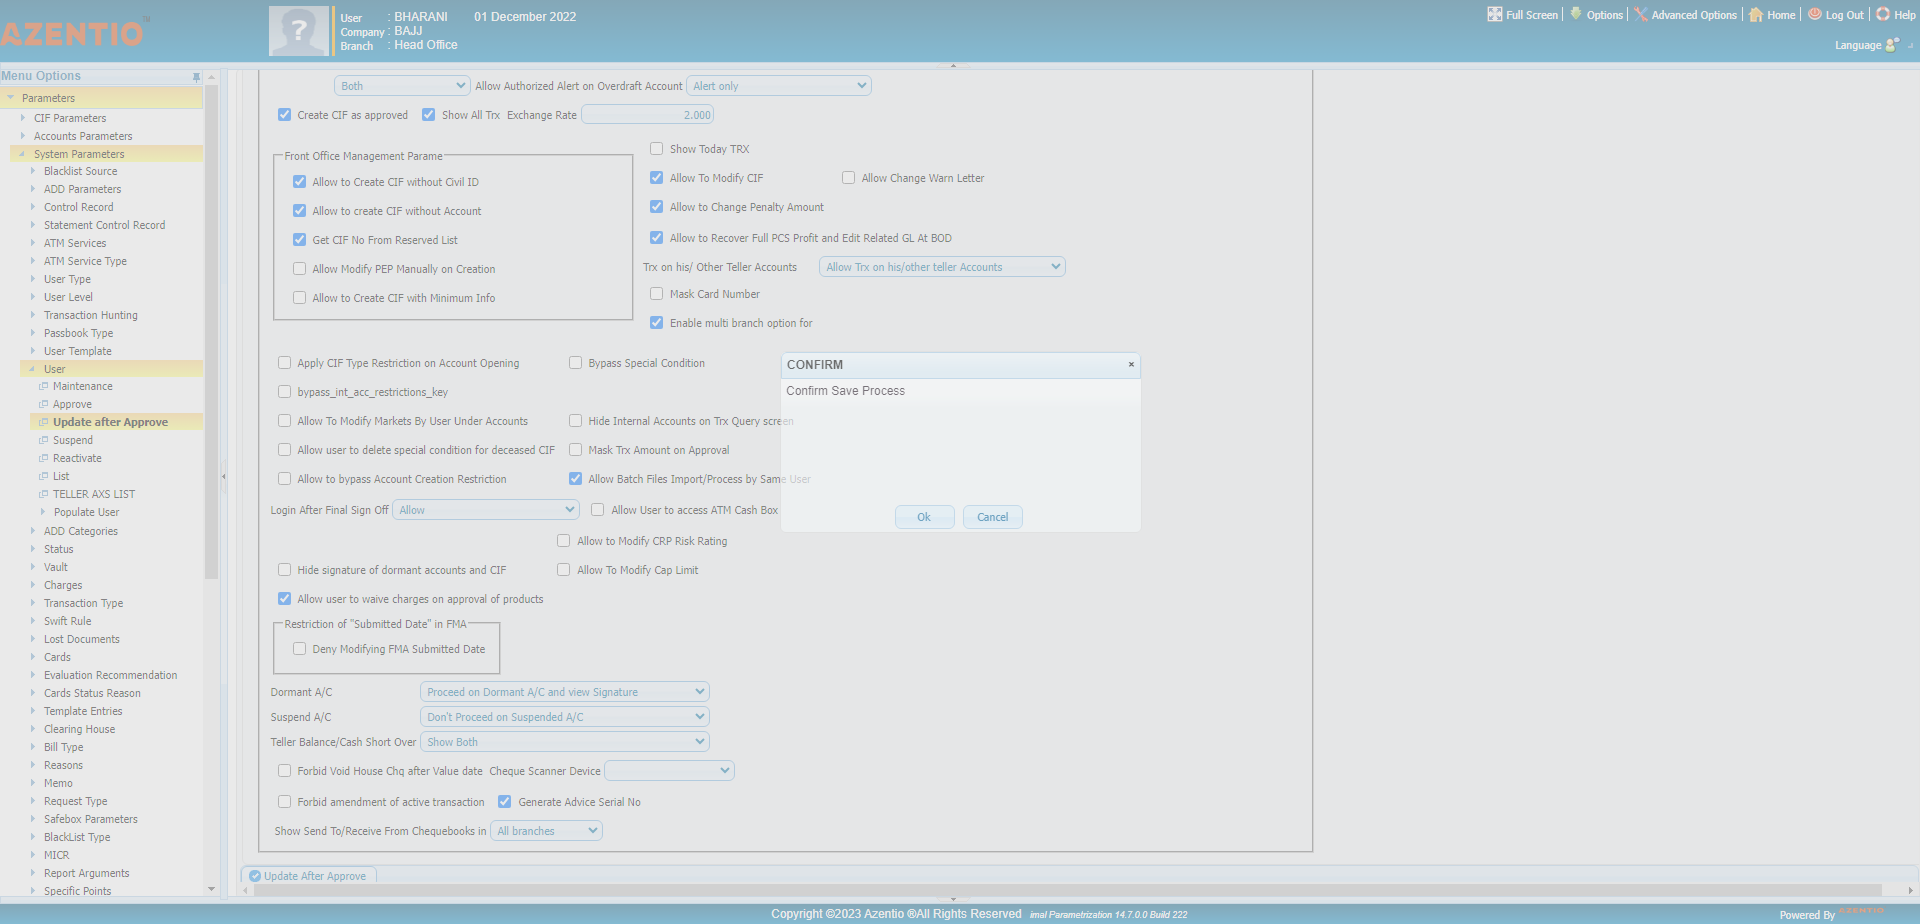 AZENTIO
User : BHARANI 01 December 2022
Company : BAJJ
Branch : Head Office
Full Screen Options Advanced Options Home Log Out Help
Language
Menu Options
Parameters
CIF Parameters
Accounts Parameters
System Parameters
Blacklist Source
ADD Parameters
Control Record
Statement Control Record
ATM Services
ATM Service Type
User Type
User Level
Transaction Hunting
Passbook Type
User Template
User
Maintenance
Approve
Update after Approve
Suspend
Reactivate
List
TELLER AXS LIST
Populate User
ADD Categories
Status
Vault
Charges
Transaction Type
Swift Rule
Lost Documents
Cards
Evaluation Recommendation
Cards Status Reason
Template Entries
Clearing House
Bill Type
Reasons
Memo
Request Type
Safebox Parameters
BlackList Type
MICR
Report Arguments
Specific Points
Both Allow Authorized Alert on Overdraft Account Alert only
Create CIF as approved Show All Trx Exchange Rate 2.000
Front Office Management Parame
Allow to Create CIF without Civil ID
Allow to create CIF without Account
Get CIF No From Reserved List
Allow Modify PEP Manually on Creation
Allow to Create CIF with Minimum Info
Show Today TRX
Allow To Modify CIF Allow Change Warn Letter
Allow to Change Penalty Amount
Allow to Recover Full PCS Profit and Edit Related GL At BOD
Trx on his/ Other Teller Accounts Allow Trx on his/other teller Accounts
Mask Card Number
Enable multi branch option for
Apply CIF Type Restriction on Account Opening Bypass Special Condition
bypass_int_acc_restrictions_key
Allow To Modify Markets By User Under Accounts Hide Internal Accounts on Trx Query screen
Allow user to delete special condition for deceased CIF Mask Trx Amount on Approval
Allow to bypass Account Creation Restriction Allow Batch Files Import/Process by Same User
Login After Final Sign Off Allow Allow User to access ATM Cash Box
Allow to Modify CRP Risk Rating
Hide signature of dormant accounts and CIF Allow To Modify Cap Limit
Allow user to waive charges on approval of products
Restriction of "Submitted Date" in FMA
Deny Modifying FMA Submitted Date
Dormant A/C Proceed on Dormant A/C and view Signature
Suspend A/C Don't Proceed on Suspended A/C
Teller Balance/Cash Short Over Show Both
Forbid Void House Chq after Value date Cheque Scanner Device
Forbid amendment of active transaction Generate Advice Serial No
Show Send To/Receive From Chequebooks in All branches
CONFIRM
Confirm Save Process
Ok Cancel
Update After Approve
Copyright ©2023 Azentio ®All Rights Reserved imal Parametrization 14.7.0.0 Build 222
Powered By AZENTIO